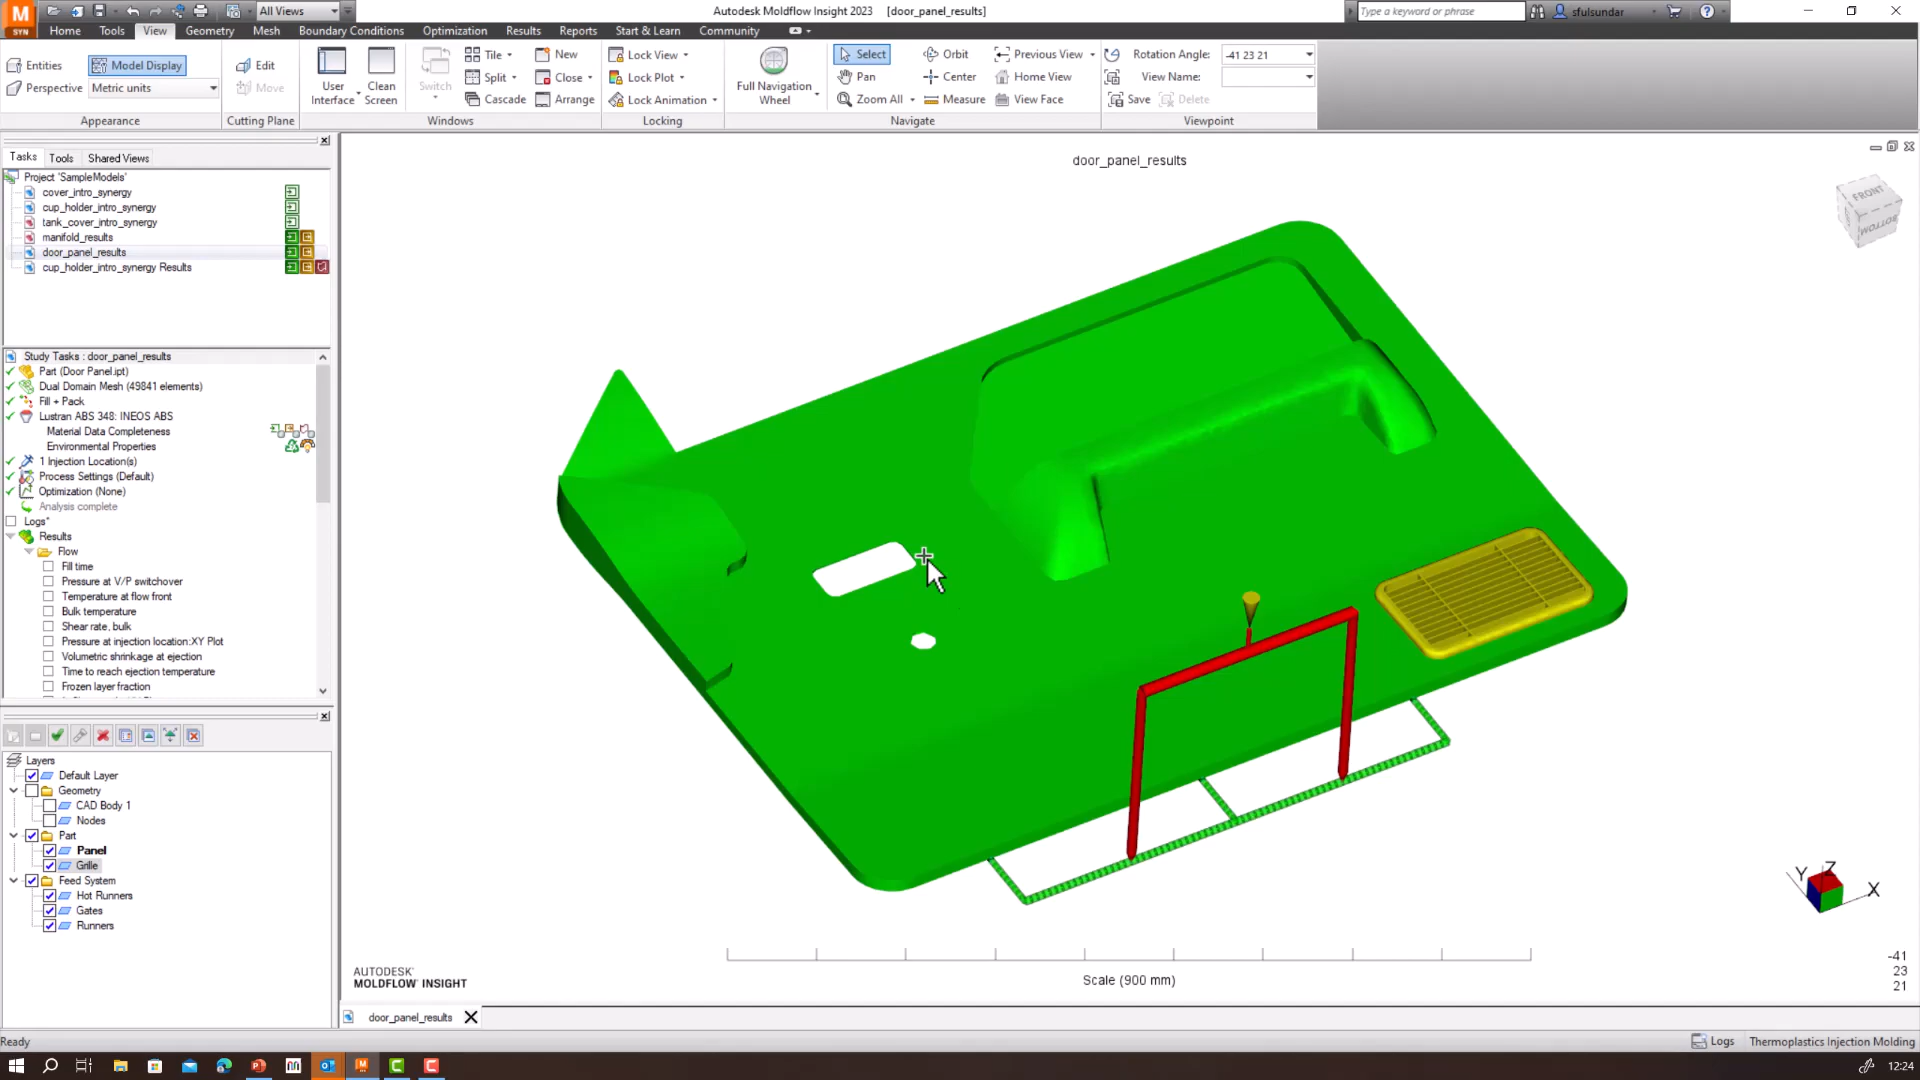 M
SYN
All Views
Autodesk Moldflow Insight 2023 [door_panel_results]
Type a keyword or phrase
sfulsundar
Home Tools View Geometry Mesh Boundary Conditions Optimization Results Reports Start & Learn Community
Entities
Model Display
Perspective
Metric units
Appearance
Edit
Move
Cutting Plane
User Interface
Clean Screen
Switch
Tile
Split
Cascade
New
Close
Arrange
Windows
Lock View
Lock Plot
Lock Animation
Locking
Full Navigation Wheel
Select
Pan
Zoom All
Orbit
Center
Measure
Previous View
Home View
View Face
Navigate
Rotation Angle: -41 23 21
View Name:
Save Delete
Viewpoint
Tasks Tools Shared Views
Project 'SampleModels'
cover_intro_synergy
cup_holder_intro_synergy
tank_cover_intro_synergy
manifold_results
door_panel_results
cup_holder_intro_synergy Results
Study Tasks : door_panel_results
Part (Door Panel.ipt)
Dual Domain Mesh (49841 elements)
Fill + Pack
Lustran ABS 348: INEOS ABS
Material Data Completeness
Environmental Properties
1 Injection Location(s)
Process Settings (Default)
Optimization (None)
Analysis complete
Logs*
Results
Flow
Fill time
Pressure at V/P switchover
Temperature at flow front
Bulk temperature
Shear rate, bulk
Pressure at injection location:XY Plot
Volumetric shrinkage at ejection
Time to reach ejection temperature
Frozen layer fraction
Layers
Default Layer
Geometry
CAD Body 1
Nodes
Part
Panel
Grille
Feed System
Hot Runners
Gates
Runners
door_panel_results
FRONT
BOTTOM
Y Z X
AUTODESK
MOLDFLOW INSIGHT
Scale (900 mm)
-41
23
21
door_panel_results
Ready
Logs
Thermoplastics Injection Molding
12:24